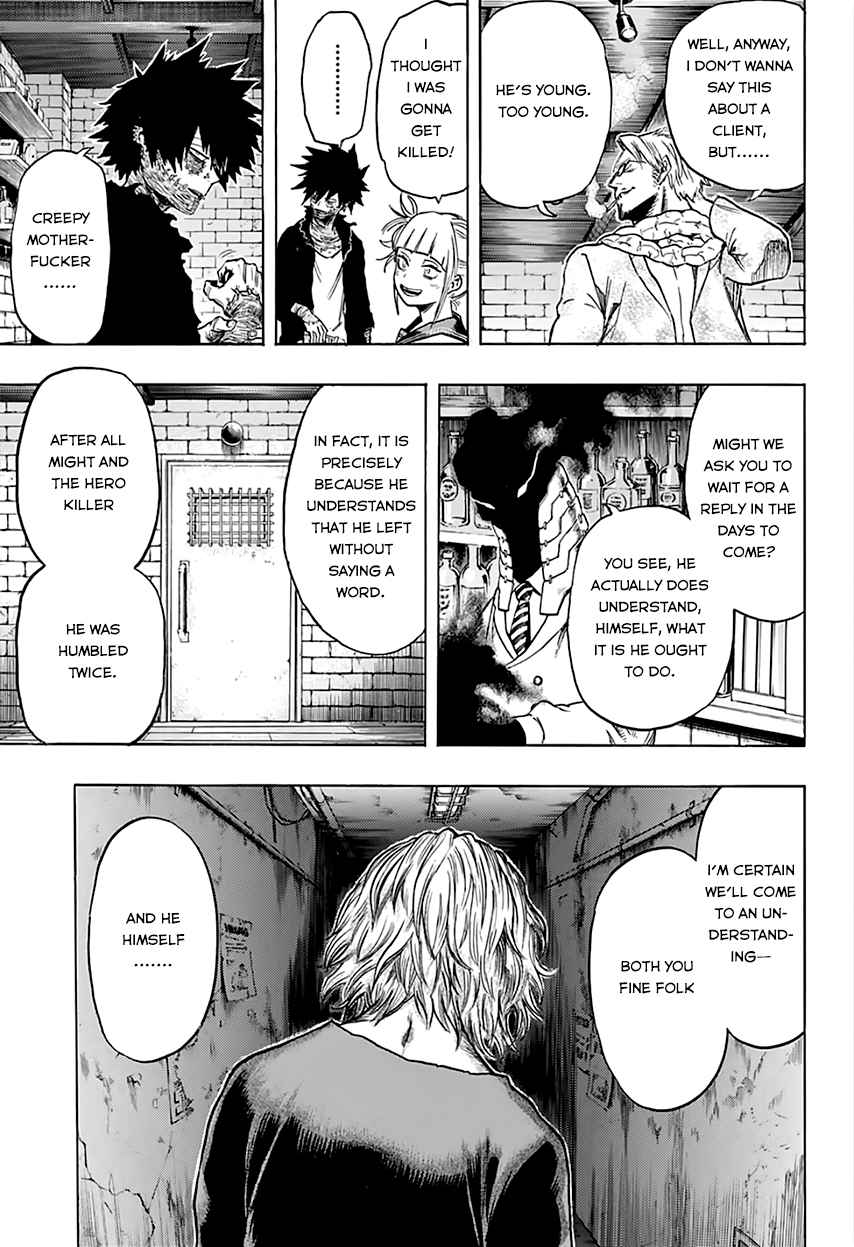 WELL, ANYWAY,
I DON'T WANNA
SAY THIS
ABOUT A
CLIENT,
BUT......
HE'S YOUNG.
TOO YOUNG.
I
THOUGHT
I WAS
GONNA
GET
KILLED!
.........
CREEPY
MOTHER-
FUCKER
......
MIGHT WE
ASK YOU TO
WAIT FOR A
REPLY IN THE
DAYS TO
COME?
YOU SEE, HE
ACTUALLY DOES
UNDERSTAND,
HIMSELF, WHAT
IT IS HE OUGHT
TO DO.
IN FACT, IT IS
PRECISELY
BECAUSE HE
UNDERSTANDS
THAT HE LEFT
WITHOUT
SAYING A
WORD.
AFTER ALL
MIGHT AND
THE HERO
KILLER
HE WAS
HUMBLED
TWICE.
I'M CERTAIN
WE'LL COME
TO AN UN-
DERSTAND-
ING—
BOTH YOU
FINE FOLK
AND HE
HIMSELF
.......